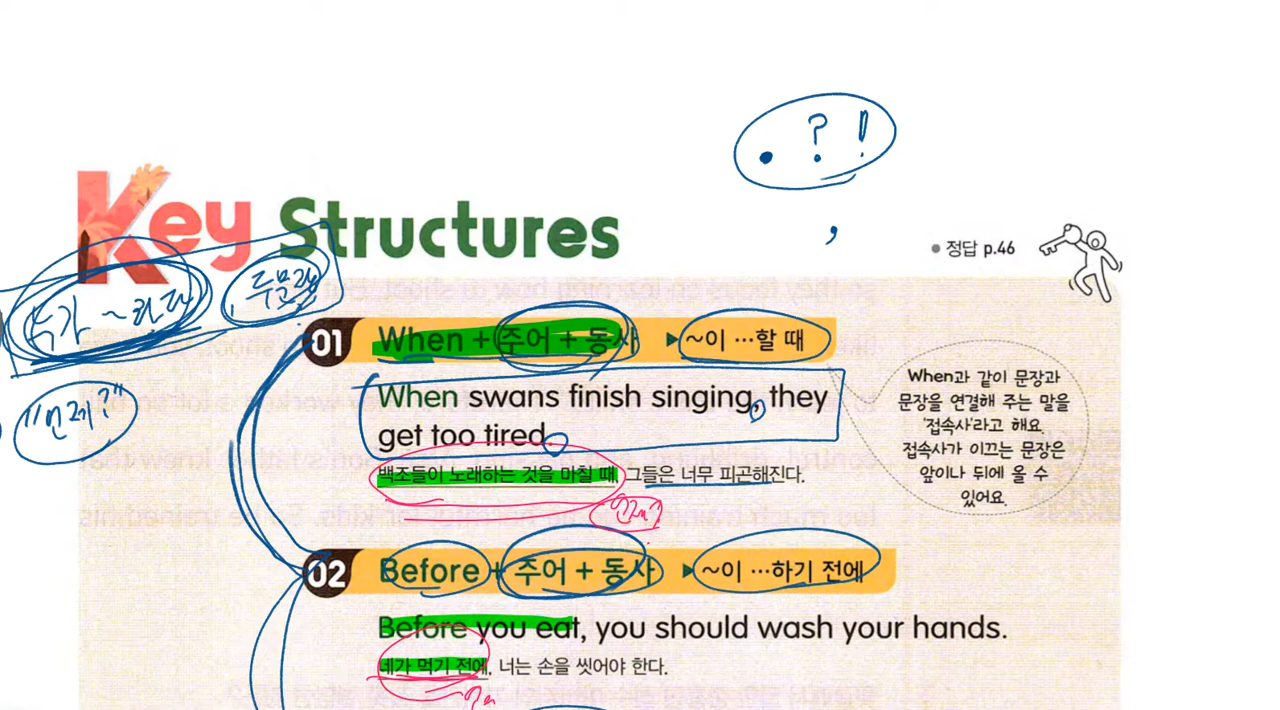 . ? !
,
Key Structures
정답 p.46
누가 ~하다
두문장
"언제?"
01 When + 주어 + 동사 ▶ ~이 …할 때
When swans finish singing, they
get too tired.
백조들이 노래하는 것을 마칠 때, 그들은 너무 피곤해진다.
언제?
When과 같이 문장과
문장을 연결해 주는 말을
'접속사'라고 해요.
접속사가 이끄는 문장은
앞이나 뒤에 올 수
있어요.
02 Before + 주어 + 동사 ▶ ~이 …하기 전에
Before you eat, you should wash your hands.
네가 먹기 전에, 너는 손을 씻어야 한다.